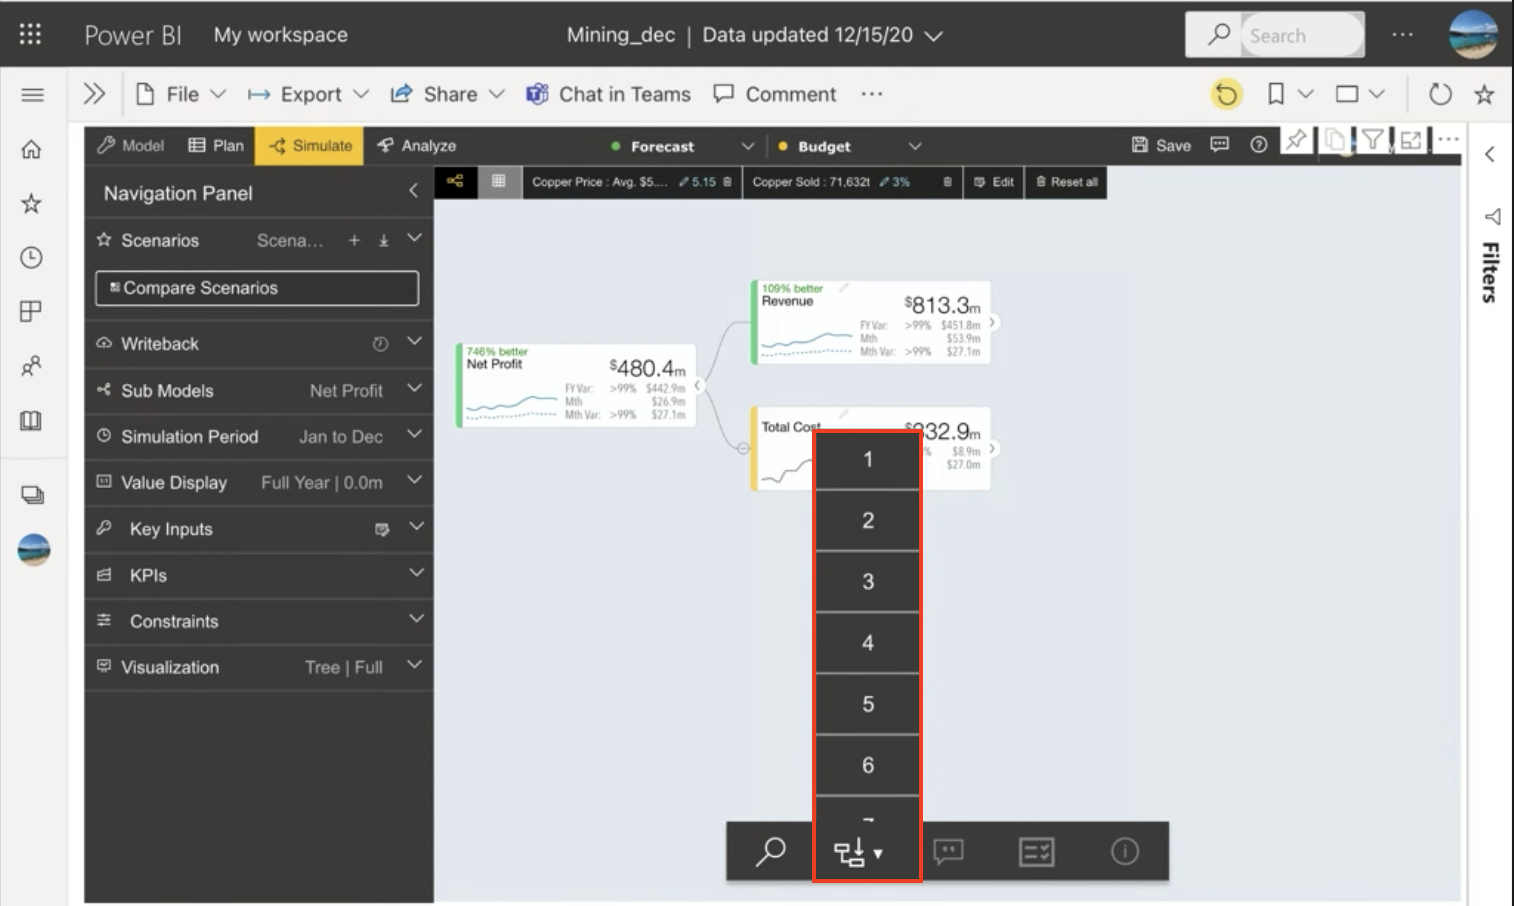 Power BI My workspace Mining_dec | Data updated 12/15/20 Search
File Export Share Chat in Teams Comment
Model Plan Simulate Analyze Forecast Budget Save
Navigation Panel
Copper Price : Avg. $5.... 5.15 Copper Sold : 71,632t 3% Edit Reset all
Scenarios Scena...
Compare Scenarios
Writeback
Sub Models Net Profit
Simulation Period Jan to Dec
Value Display Full Year | 0.0m
Key Inputs
KPIs
Constraints
Visualization Tree | Full
746% better
Net Profit
$480.4m
FY Var: >99% $442.9m
Mth $26.9m
Mth Var: >99% $27.1m
109% better
Revenue
$813.3m
FY Var: >99% $451.8m
Mth $53.9m
Mth Var: >99% $27.1m
Total Cost
32.9m
% $8.9m
$27.0m
1
2
3
4
5
6
Filters